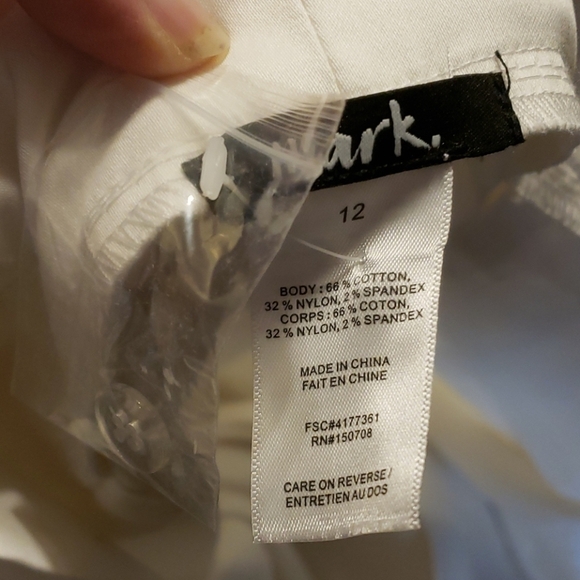 mark.
12
BODY : 66 % COTTON,
32 % NYLON, 2% SPANDEX
CORPS : 66 % COTON,
32 % NYLON, 2% SPANDEX
MADE IN CHINA
FAIT EN CHINE
FSC#4177361
RN#150708
CARE ON REVERSE /
ENTRETIEN AU DOS